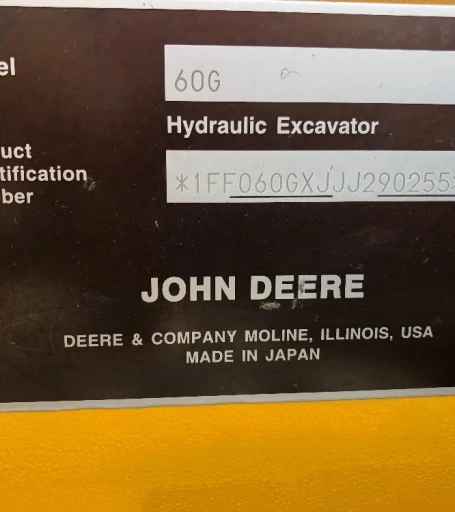 el
60G
Hydraulic Excavator
uct
tification
ber
*1FF060GXJJJ290255
JOHN DEERE
DEERE & COMPANY MOLINE, ILLINOIS, USA
MADE IN JAPAN